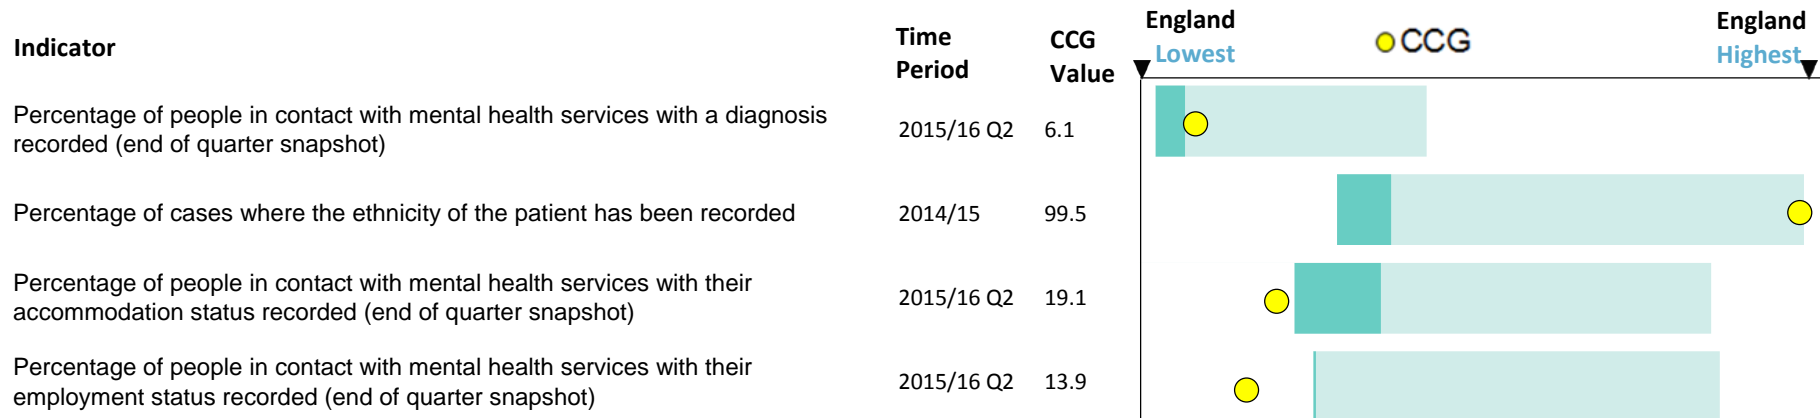 Indicator
Time Period
CCG Value
England Lowest
CCG
England Highest
Percentage of people in contact with mental health services with a diagnosis
recorded (end of quarter snapshot)
2015/16 Q2 6.1
Percentage of cases where the ethnicity of the patient has been recorded
2014/15 99.5
Percentage of people in contact with mental health services with their
accommodation status recorded (end of quarter snapshot)
2015/16 Q2 19.1
Percentage of people in contact with mental health services with their
employment status recorded (end of quarter snapshot)
2015/16 Q2 13.9